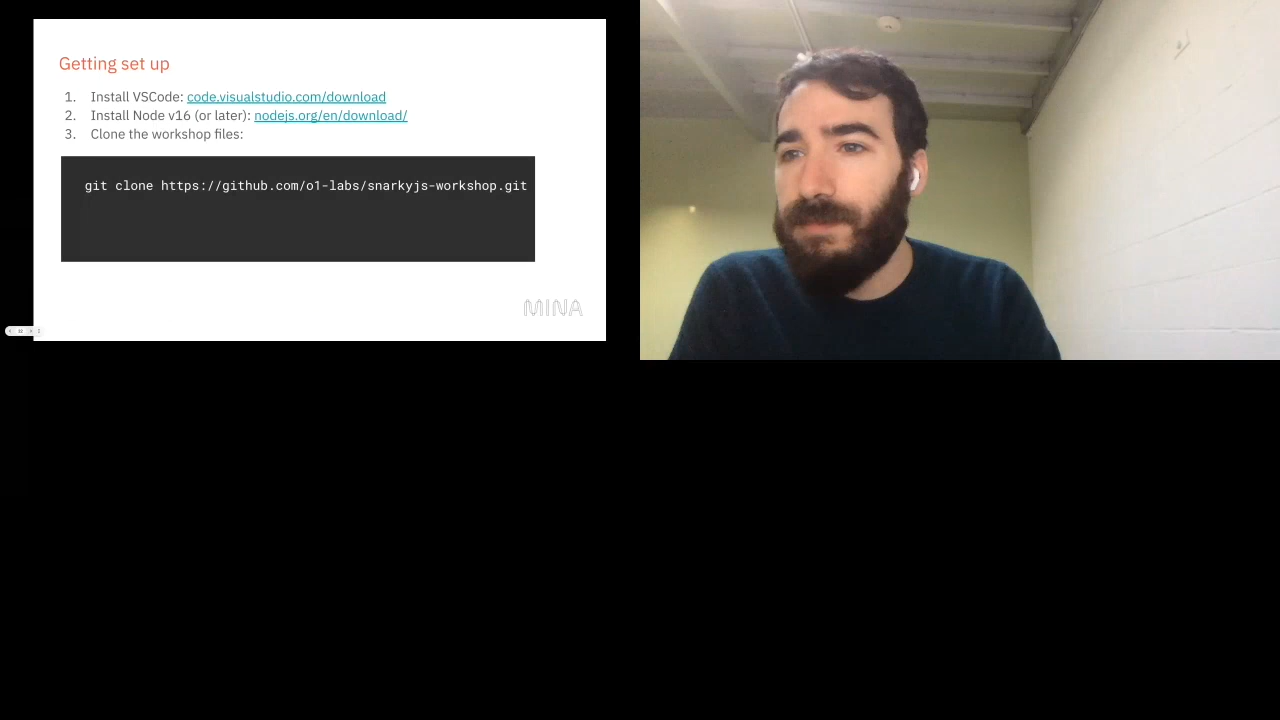 Getting set up
1. Install VSCode: code.visualstudio.com/download
2. Install Node v16 (or later): nodejs.org/en/download/
3. Clone the workshop files:
git clone https://github.com/o1-labs/snarkyjs-workshop.git
MINA